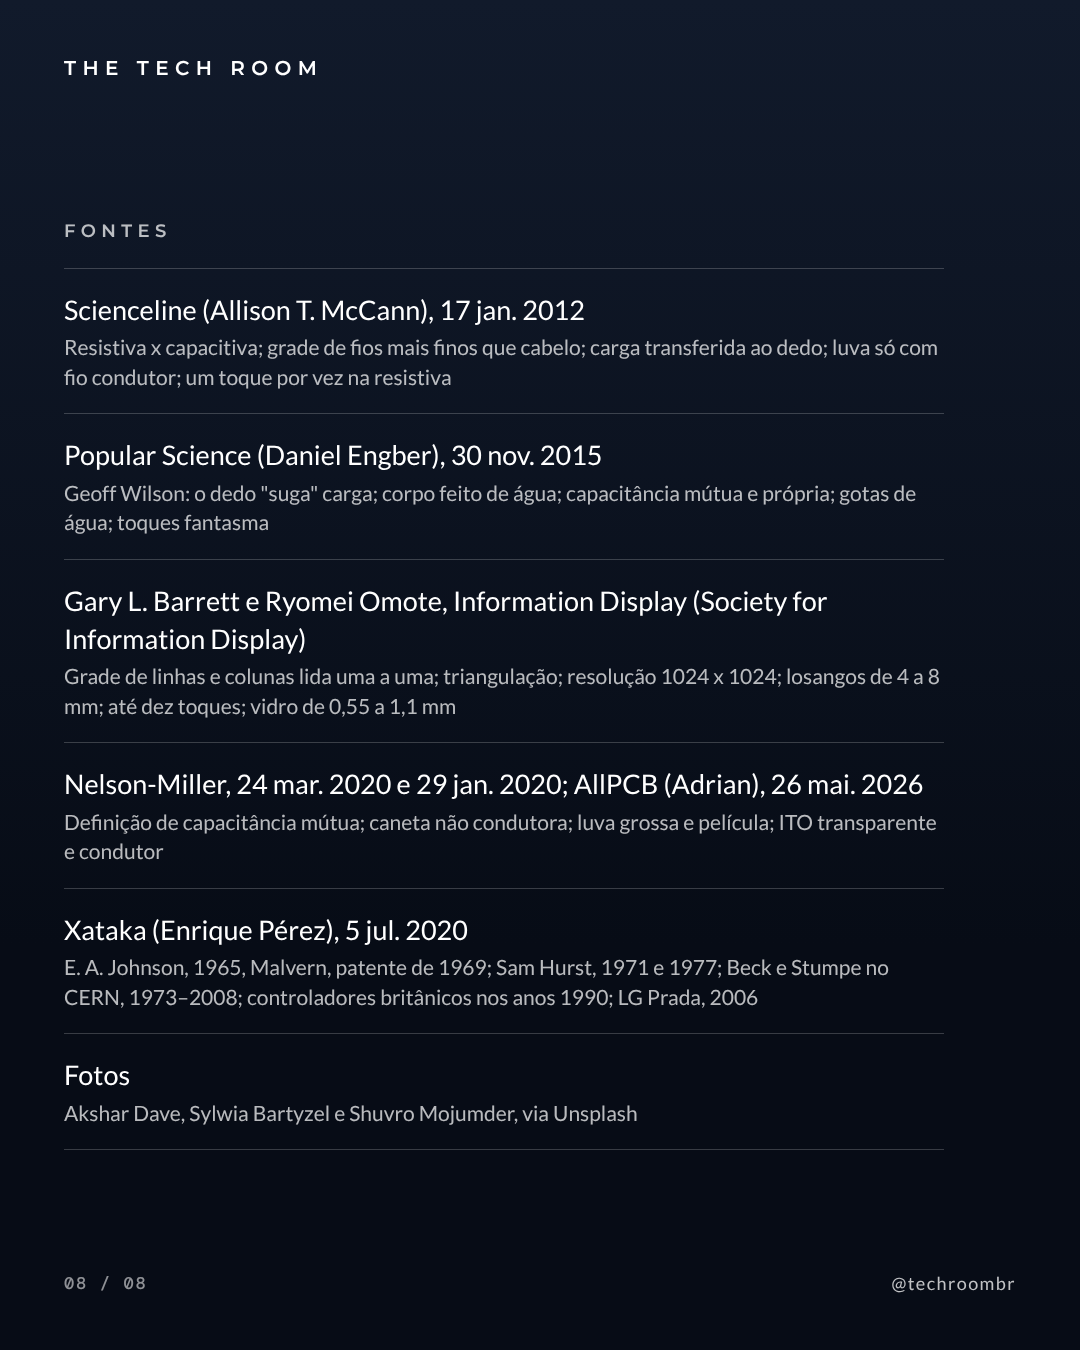 THE TECH ROOM
FONTES
Scienceline (Allison T. McCann), 17 jan. 2012
Resistiva x capacitiva; grade de fios mais finos que cabelo; carga transferida ao dedo; luva só com
fio condutor; um toque por vez na resistiva
Popular Science (Daniel Engber), 30 nov. 2015
Geoff Wilson: o dedo "suga" carga; corpo feito de água; capacitância mútua e própria; gotas de
água; toques fantasma
Gary L. Barrett e Ryomei Omote, Information Display (Society for
Information Display)
Grade de linhas e colunas lida uma a uma; triangulação; resolução 1024 x 1024; losangos de 4 a 8
mm; até dez toques; vidro de 0,55 a 1,1 mm
Nelson-Miller, 24 mar. 2020 e 29 jan. 2020; AllPCB (Adrian), 26 mai. 2026
Definição de capacitância mútua; caneta não condutora; luva grossa e película; ITO transparente
e condutor
Xataka (Enrique Pérez), 5 jul. 2020
E. A. Johnson, 1965, Malvern, patente de 1969; Sam Hurst, 1971 e 1977; Beck e Stumpe no
CERN, 1973–2008; controladores britânicos nos anos 1990; LG Prada, 2006
Fotos
Akshar Dave, Sylwia Bartyzel e Shuvro Mojumder, via Unsplash
08 / 08
@techroombr